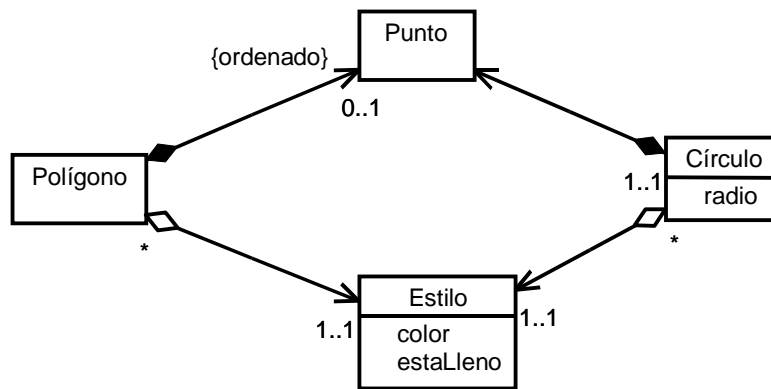 Punto
{ordenado}
0..1
Polígono
Círculo
1..1
radio
*
*
Estilo
1..1
1..1
color
estaLleno